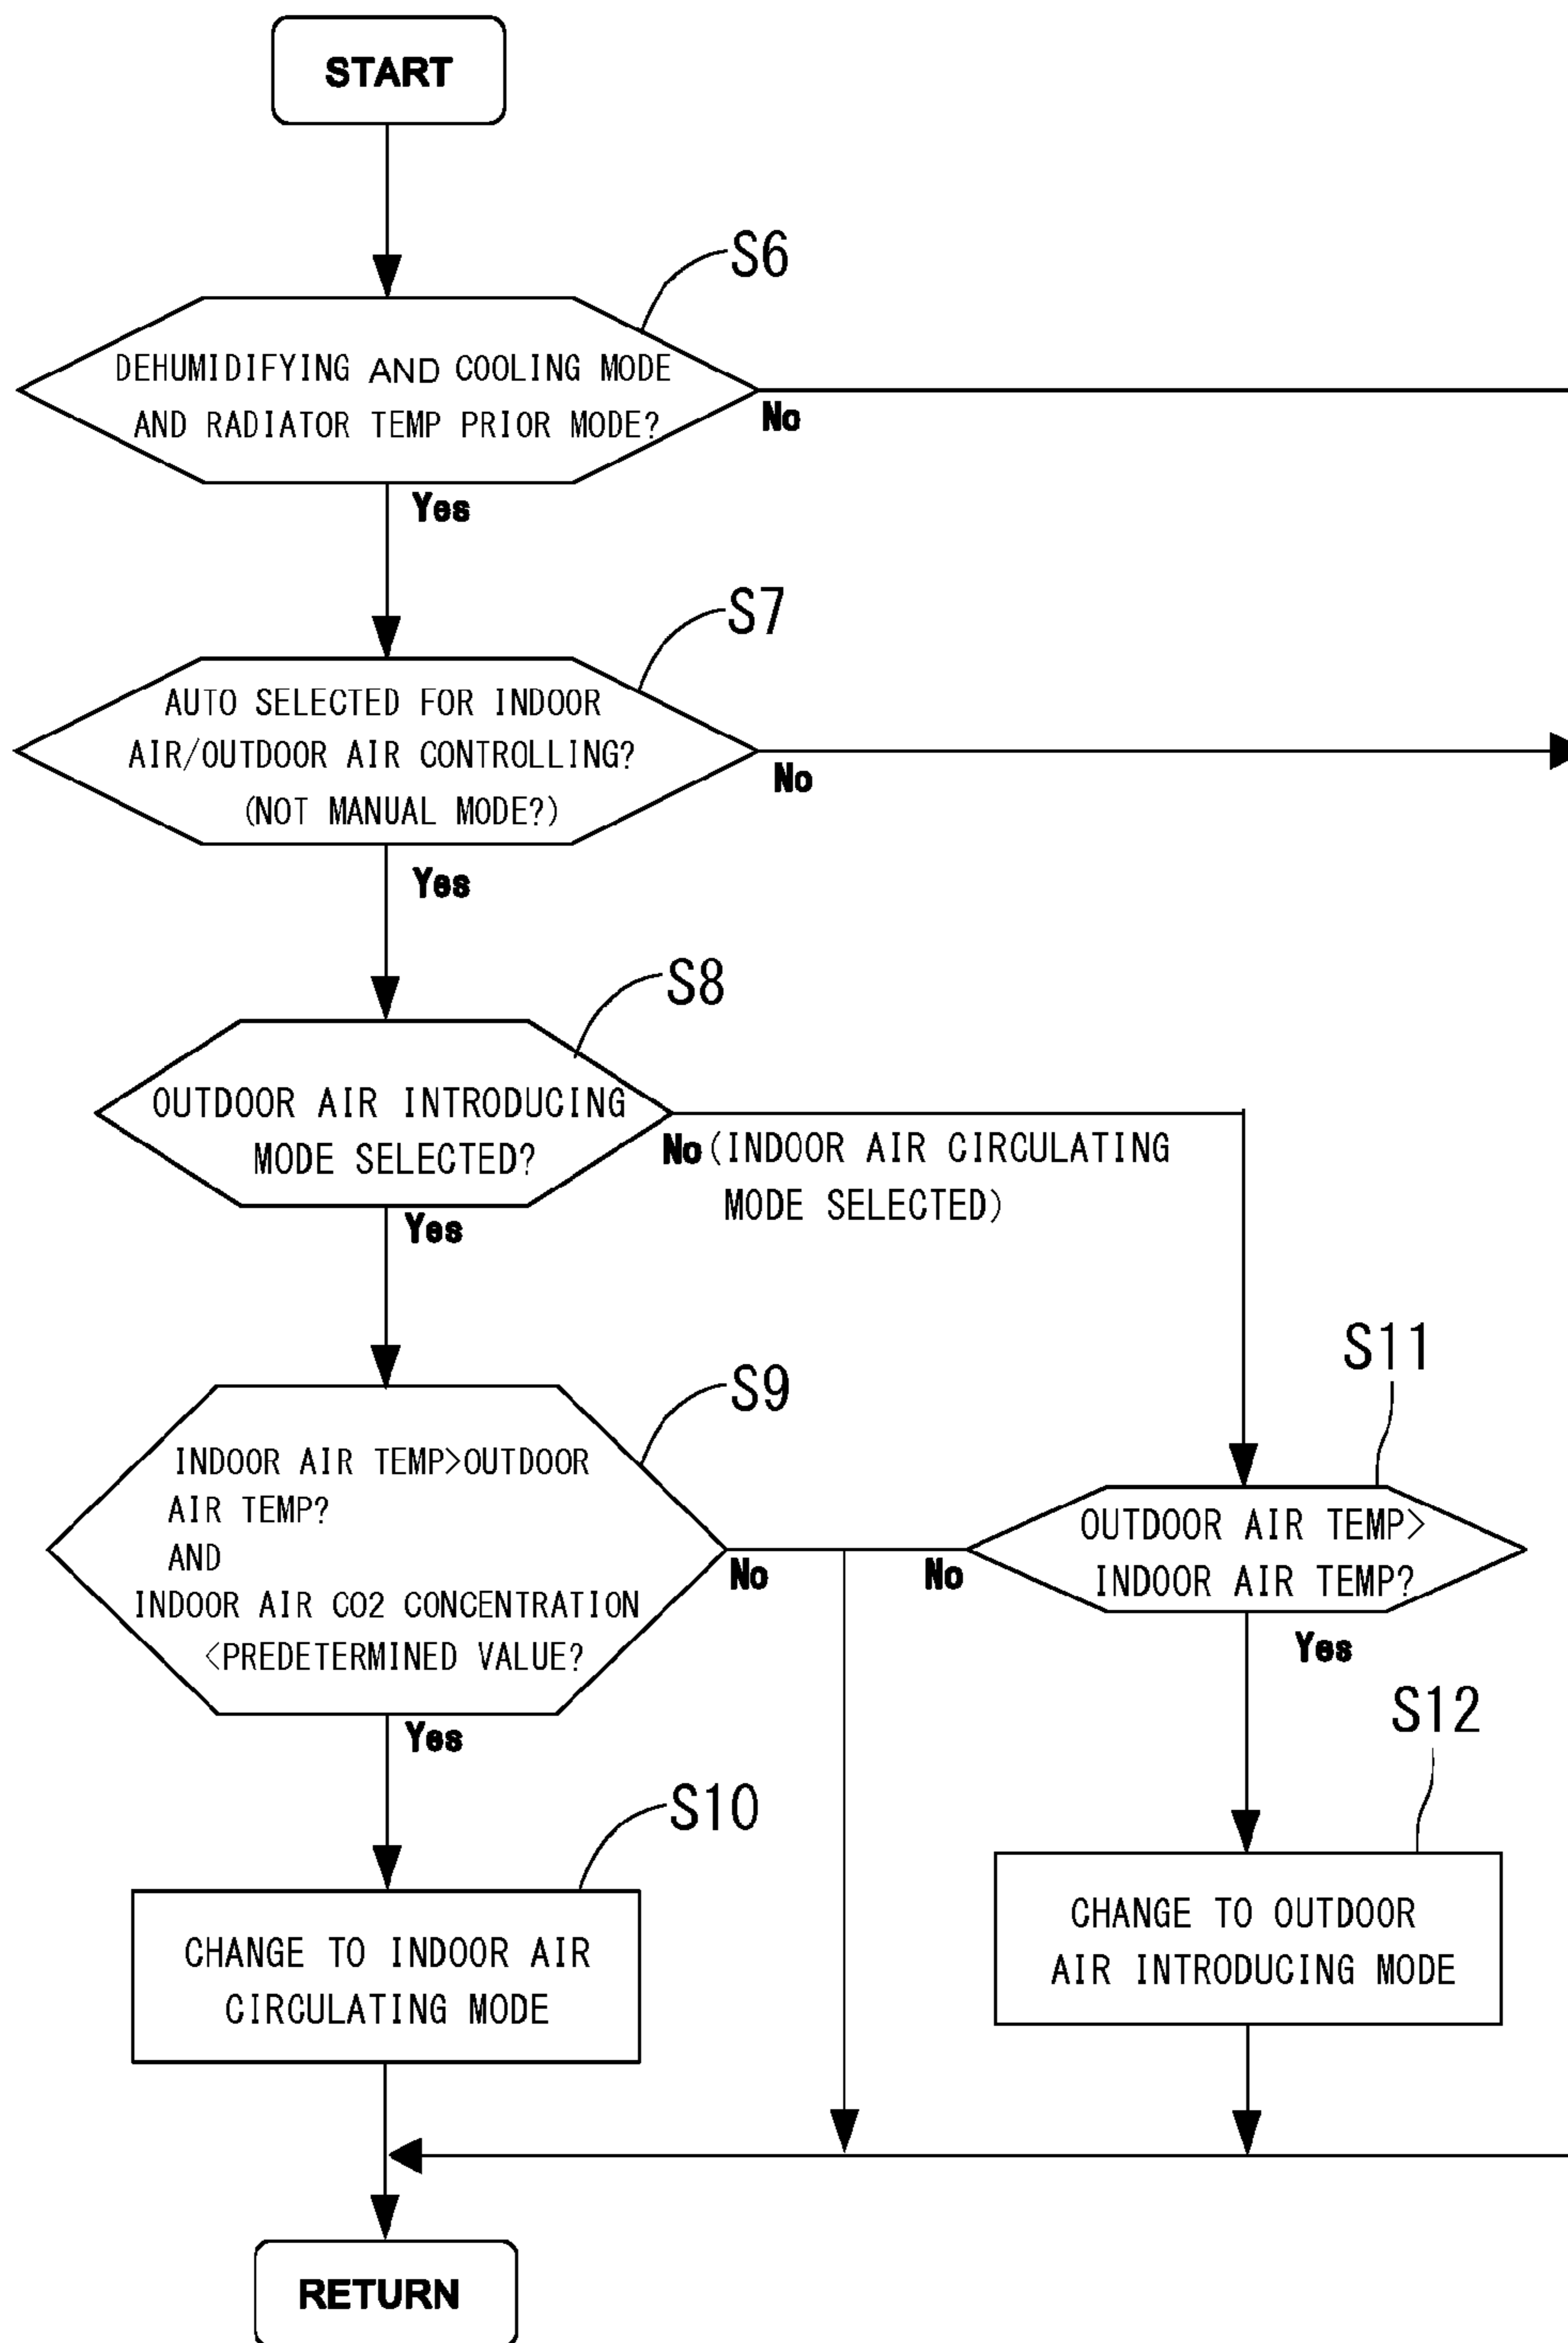 START
S6
DEHUMIDIFYING AND COOLING MODE
AND RADIATOR TEMP PRIOR MODE?
No
Yes
S7
AUTO SELECTED FOR INDOOR
AIR/OUTDOOR AIR CONTROLLING?
(NOT MANUAL MODE?)
No
Yes
S8
OUTDOOR AIR INTRODUCING
MODE SELECTED?
No (INDOOR AIR CIRCULATING
MODE SELECTED)
Yes
S9
INDOOR AIR TEMP>OUTDOOR
AIR TEMP?
AND
INDOOR AIR CO2 CONCENTRATION
<PREDETERMINED VALUE?
No
Yes
S11
OUTDOOR AIR TEMP>
INDOOR AIR TEMP?
No
Yes
S10
CHANGE TO INDOOR AIR
CIRCULATING MODE
S12
CHANGE TO OUTDOOR
AIR INTRODUCING MODE
RETURN